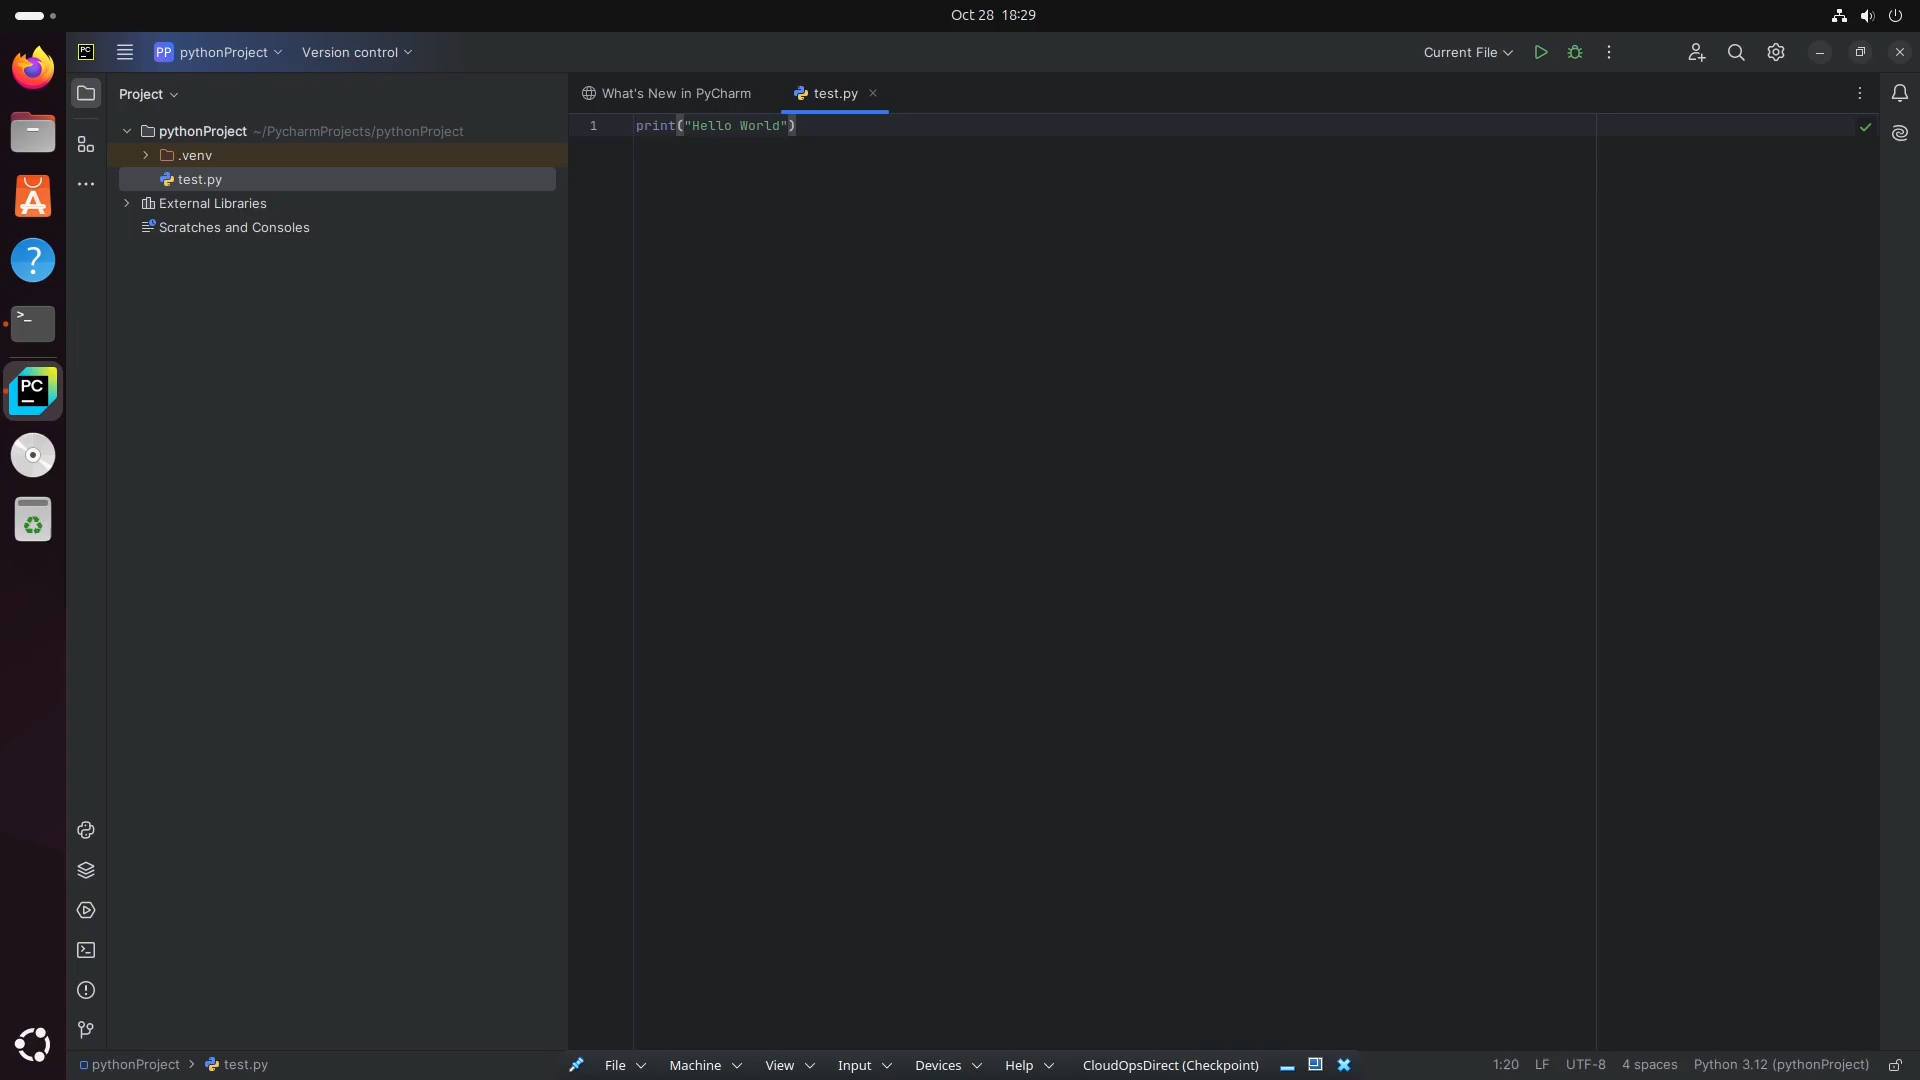 Oct 28 18:29
PC
PP pythonProject
Version control
Current File
Project
What's New in PyCharm
test.py
pythonProject ~/PycharmProjects/pythonProject
.venv
test.py
External Libraries
Scratches and Consoles
1 print("Hello World")
PC
pythonProject > test.py
File Machine View Input Devices Help CloudOpsDirect (Checkpoint)
1:20 LF UTF-8 4 spaces Python 3.12 (pythonProject)